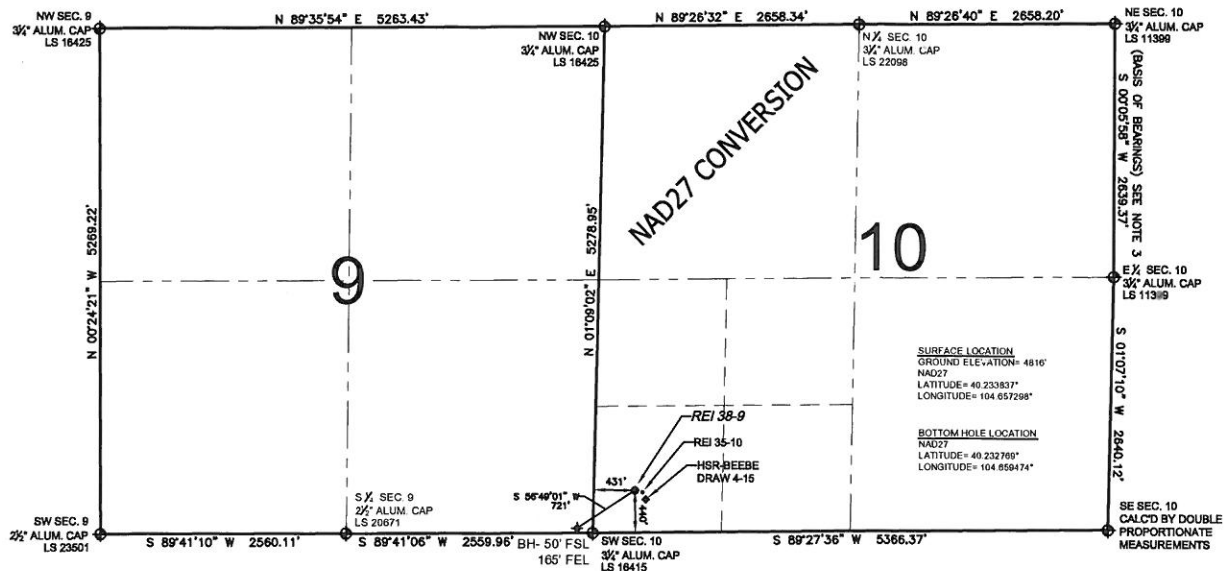 N 89°35'54" E 5263.43'
N 89°26'32" E 2658.34'
N 89°26'40" E 2658.20'
NW SEC. 9
3¼" ALUM. CAP
LS 16425
NW SEC. 10
3¼" ALUM. CAP
LS 16425
N ¼ SEC. 10
3¼" ALUM. CAP
LS 22098
NE SEC. 10
3¼" ALUM. CAP
LS 11399
(BASIS OF BEARINGS) SEE NOTE 3
S 00°05'58" W 2639.37'
NAD27 CONVERSION
N 00°24'21" W 5269.22'
9
N 01°09'02" E 5278.95'
10
E ¼ SEC. 10
3¼" ALUM. CAP
S 01°07'10" W 2640.12'
SURFACE LOCATION
GROUND ELEVATION= 4816'
NAD27
LATITUDE= 40.233837°
LONGITUDE= 104.657298°
BOTTOM HOLE LOCATION
NAD27
LATITUDE= 40.232769°
LONGITUDE= 104.659474°
REI 38-9
REI 35-10
HSR-BEEBE
DRAW 4-15
431'
440'
S 56°49'01" W
721'
S ¼ SEC. 9
2½" ALUM. CAP
LS 20671
SW SEC. 9
2½" ALUM. CAP
LS 23501
S 89°41'10" W 2560.11'
S 89°41'06" W 2559.96'
BH- 50' FSL
165' FEL
SW SEC. 10
3¼" ALUM. CAP
LS 16415
S 89°27'36" W 5366.37'
SE SEC. 10
CALC'D BY DOUBLE
PROPORTIONATE
MEASUREMENTS